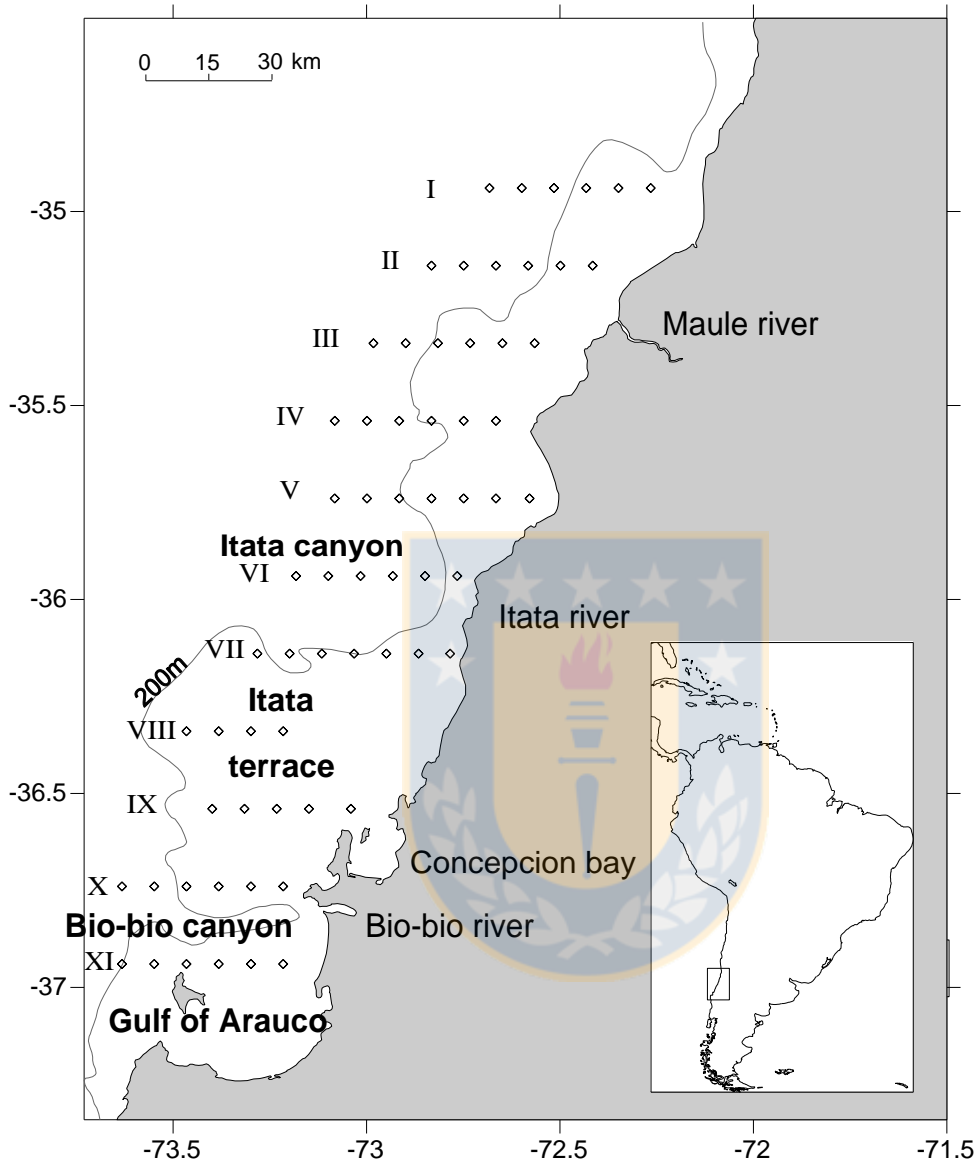 0 15 30 km
I
-35
II
Maule river
III
-35.5
IV
V
Itata canyon
VI
-36
Itata river
VII
200m
Itata
VIII
terrace
-36.5
IX
Concepcion bay
X
Bio-bio canyon
Bio-bio river
XI
-37
Gulf of Arauco
-73.5 -73 -72.5 -72 -71.5